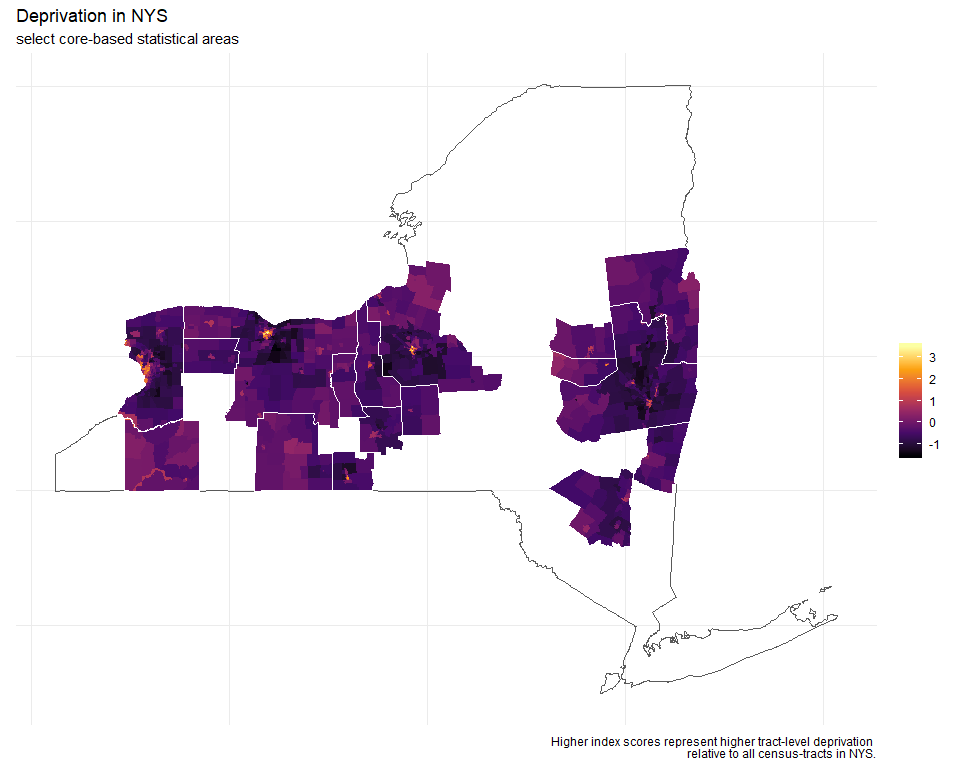 Deprivation in NYS
select core-based statistical areas
3
2
1
0
-1
Higher index scores represent higher tract-level deprivation
relative to all census-tracts in NYS.